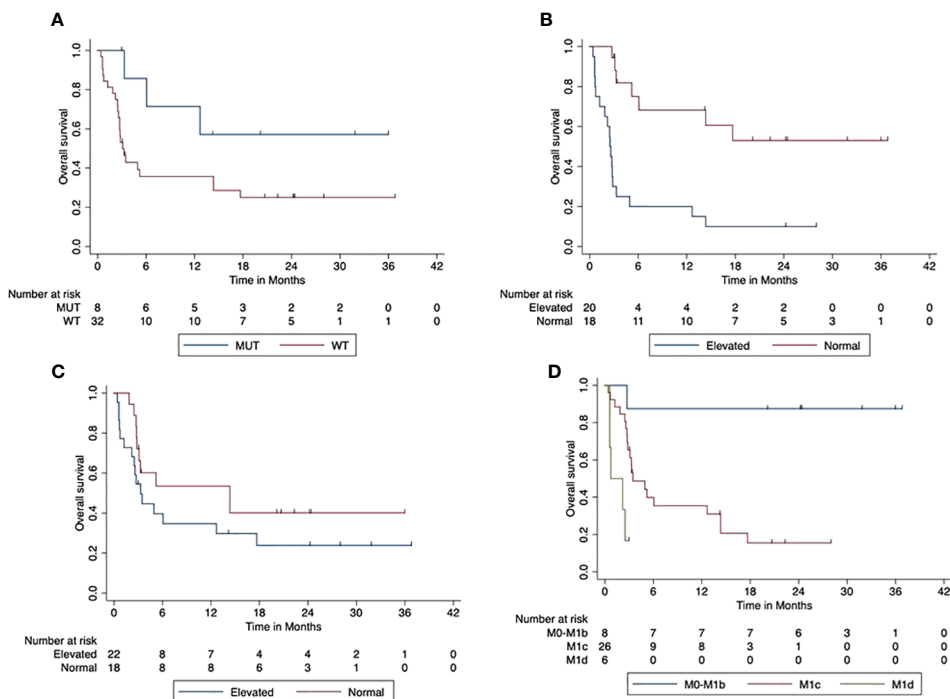 A
Overall survival
1.0
0.8
0.6
0.4
0.2
0.0
0 6 12 18 24 30 36 42
Time in Months
Number at risk
MUT 8 6 5 3 2 2 0 0
WT 32 10 10 7 5 1 1 0
MUT WT
B
Overall survival
1.0
0.8
0.6
0.4
0.2
0.0
0 6 12 18 24 30 36 42
Time in Months
Number at risk
Elevated 20 4 4 2 2 0 0 0
Normal 18 11 10 7 5 3 1 0
Elevated Normal
C
Overall survival
1.0
0.8
0.6
0.4
0.2
0.0
0 6 12 18 24 30 36 42
Time in Months
Number at risk
Elevated 22 8 7 4 4 2 1 0
Normal 18 8 8 6 3 1 0 0
Elevated Normal
D
Overall survival
1.0
0.8
0.6
0.4
0.2
0.0
0 6 12 18 24 30 36 42
Time in Months
Number at risk
M0-M1b 8 7 7 7 6 3 1 0
M1c 26 9 8 3 1 0 0 0
M1d 6 0 0 0 0 0 0 0
M0-M1b M1c M1d